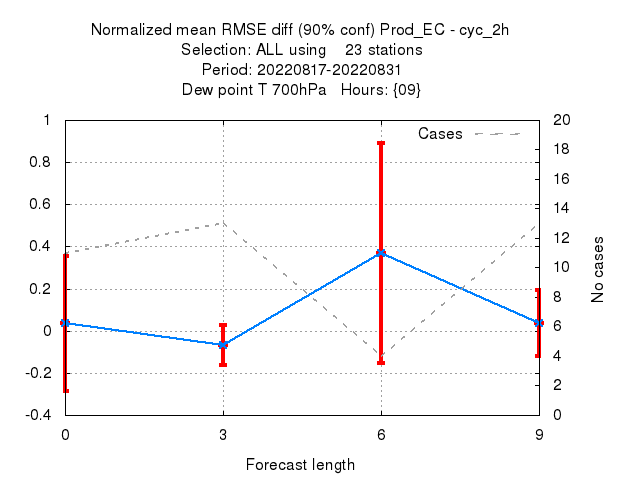 Normalized mean RMSE diff (90% conf) Prod_EC - cyc_2h
Selection: ALL using    23 stations
Period: 20220817-20220831
Dew point T 700hPa   Hours: {09}
Cases
1
0.8
0.6
0.4
0.2
0
-0.2
-0.4
20
18
16
14
12
10
8
6
4
2
0
No cases
0 3 6 9
Forecast length